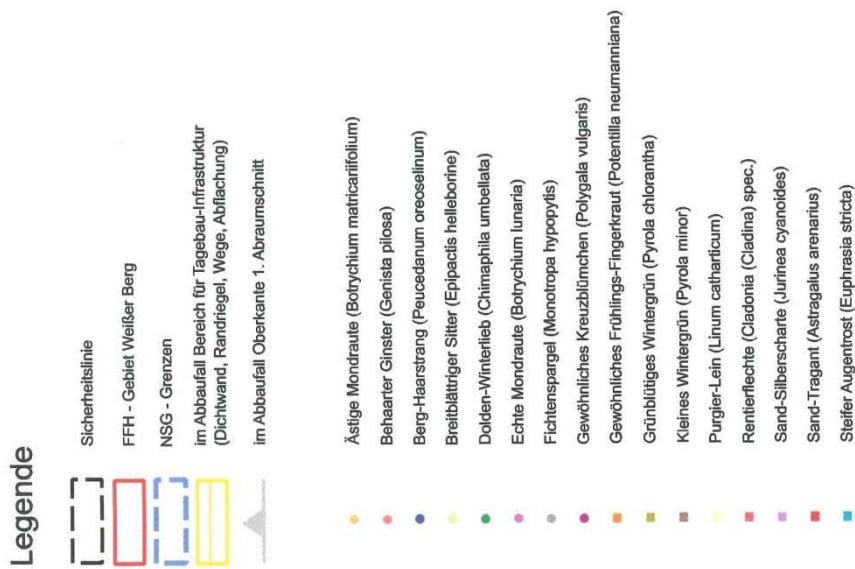 Legende
Sicherheitslinie
FFH - Gebiet Weißer Berg
NSG - Grenzen
im Abbaufall Bereich für Tagebau-Infrastruktur
(Dichtwand, Randriegel, Wege, Abflachung)
im Abbaufall Oberkante 1. Abraumschnitt
Ästige Mondraute (Botrychium matricariifolium)
Behaarter Ginster (Genista pilosa)
Berg-Haarstrang (Peucedanum oreoselinum)
Breitblättriger Sitter (Epipactis helleborine)
Dolden-Winterlieb (Chimaphila umbellata)
Echte Mondraute (Botrychium lunaria)
Fichtenspargel (Monotropa hypopytis)
Gewöhnliches Kreuzblümchen (Polygala vulgaris)
Gewöhnliches Frühlings-Fingerkraut (Potentilla neumanniana)
Grünblütiges Wintergrün (Pyrola chlorantha)
Kleines Wintergrün (Pyrola minor)
Purgier-Lein (Linum catharticum)
Rentierflechte (Cladonia (Cladina) spec.)
Sand-Silberscharte (Jurinea cyanoides)
Sand-Tragant (Astragalus arenarius)
Steifer Augentrost (Euphrasia stricta)